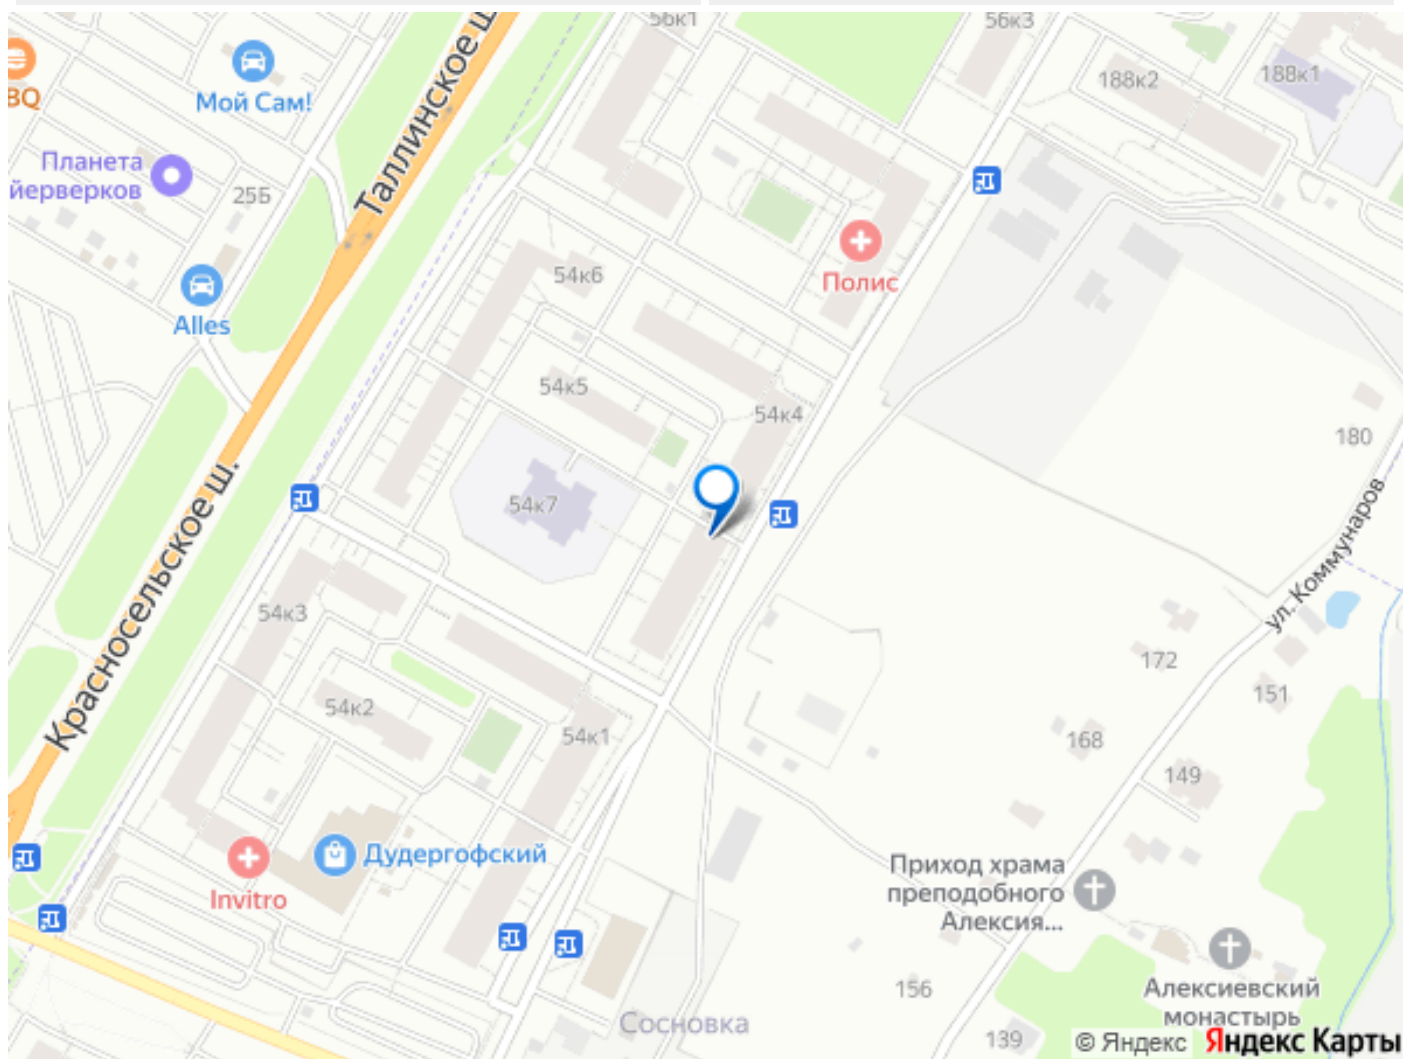 56к1
56к3
188к2
188к1
BQ
Мой Сам!
Таллинское ш.
Планета
йерверков
25Б
Полис
54к6
Alles
54к5
54к4
180
54к7
Красносельское ш.
ул. Коммунаров
54к3
172
151
54к2
54к1
168
149
Дудергофский
Invitro
Приход храма
преподобного
Алексия...
156
Алексиевский
монастырь
Сосновка
139
© Яндекс Яндекс Карты